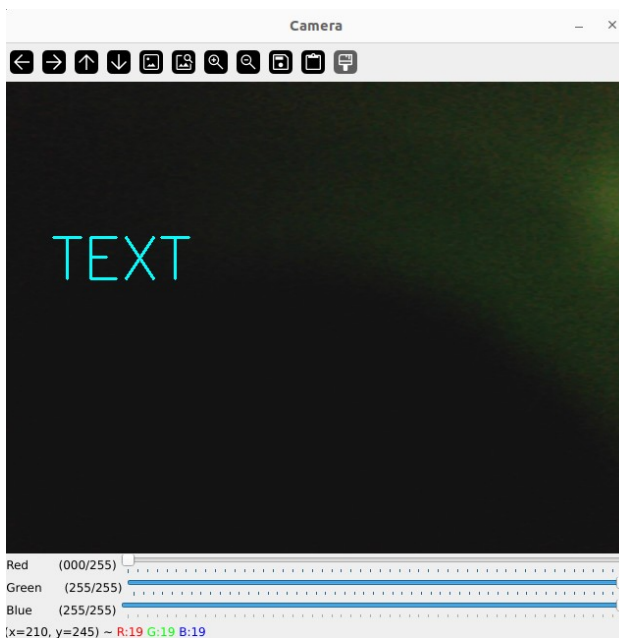 Camera
TEXT
Red (000/255)
Green (255/255)
Blue (255/255)
(x=210, y=245) ~ R:19 G:19 B:19